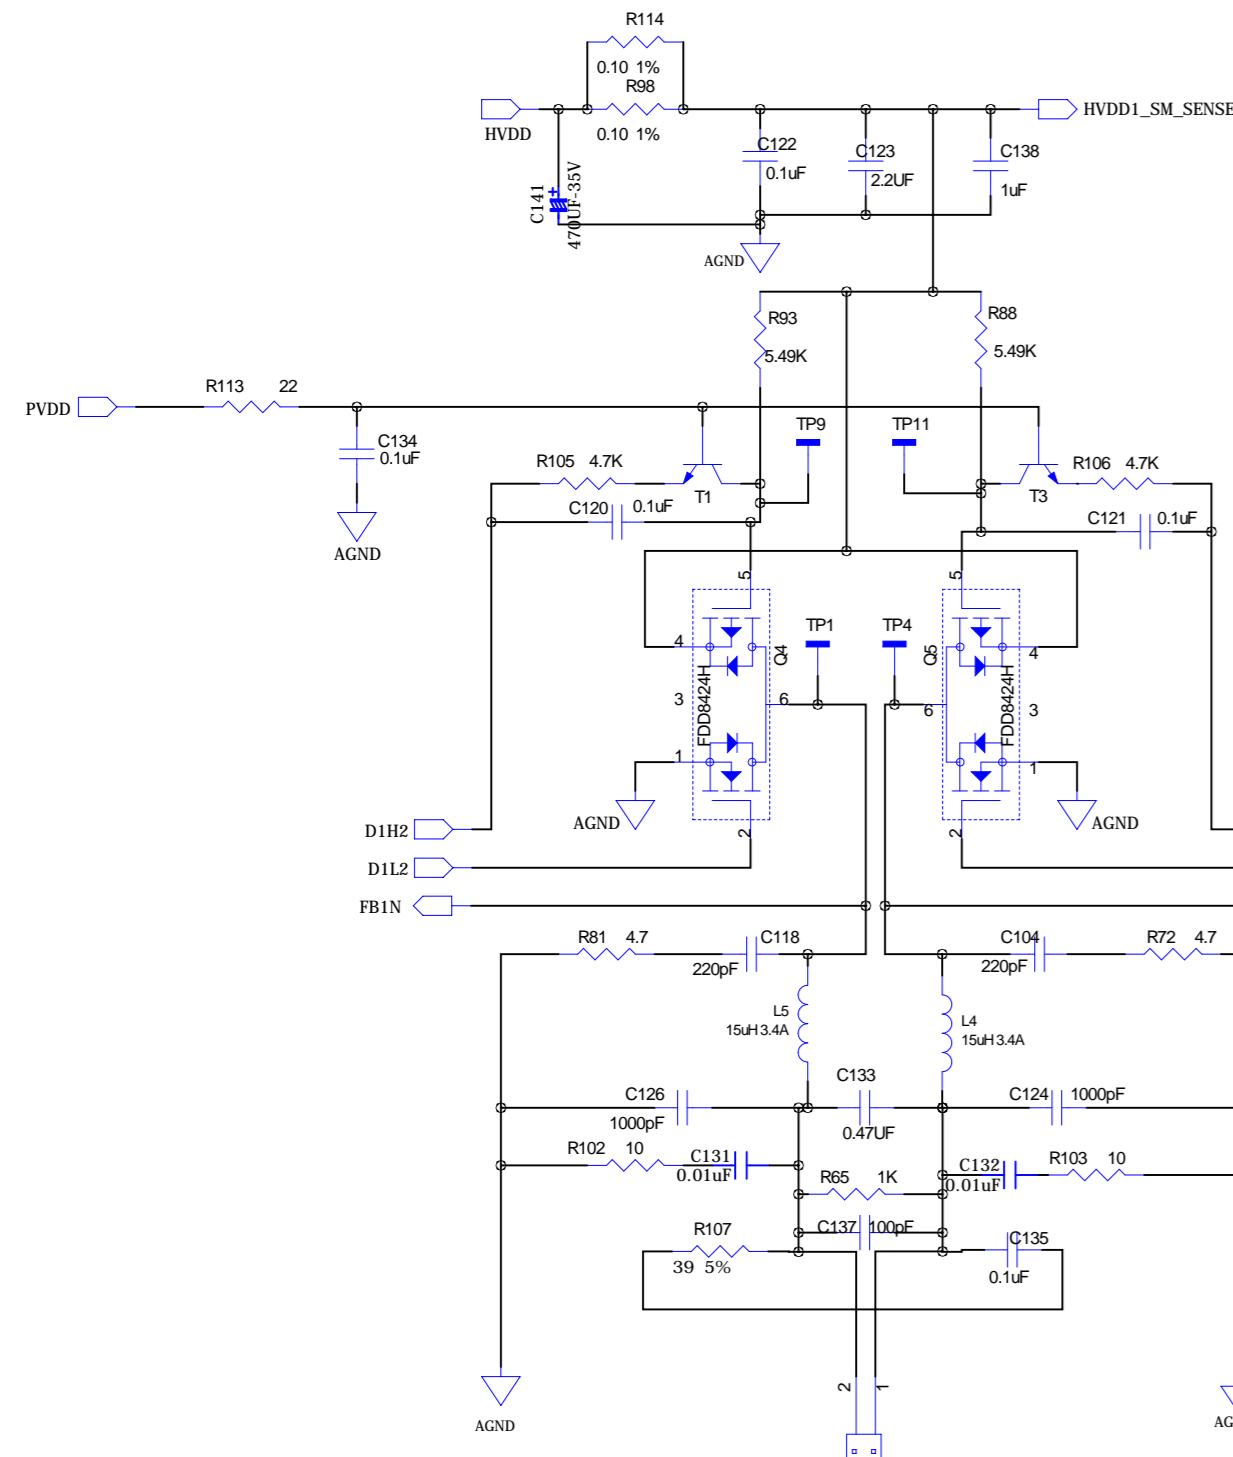 R114
0.10 1%
R98
HVDD
0.10 1%
HVDD1_SM_SENSE
C122
0.1uF
C123
2.2UF
C138
1uF
C141
470UF-35V
+
AGND
R93
5.49K
R88
5.49K
PVDD
R113 22
C134
0.1uF
AGND
TP9
TP11
R105 4.7K
T1
R106 4.7K
T3
C120 0.1uF
C121 0.1uF
5
5
4
Q4
FDD8424H
3
6
1
2
TP1
TP4
Q5
FDD8424H
4
6
3
1
2
AGND
AGND
D1H2
D1L2
FB1N
R81 4.7
C118
220pF
C104
220pF
R72 4.7
L5
15uH 3.4A
L4
15uH 3.4A
C126
1000pF
C133
0.47UF
C124 1000pF
R102 10
C131
0.01uF
C132
0.01uF
R103 10
R65 1K
C137 100pF
R107
39 5%
C135
0.1uF
2
1
AGND
AG